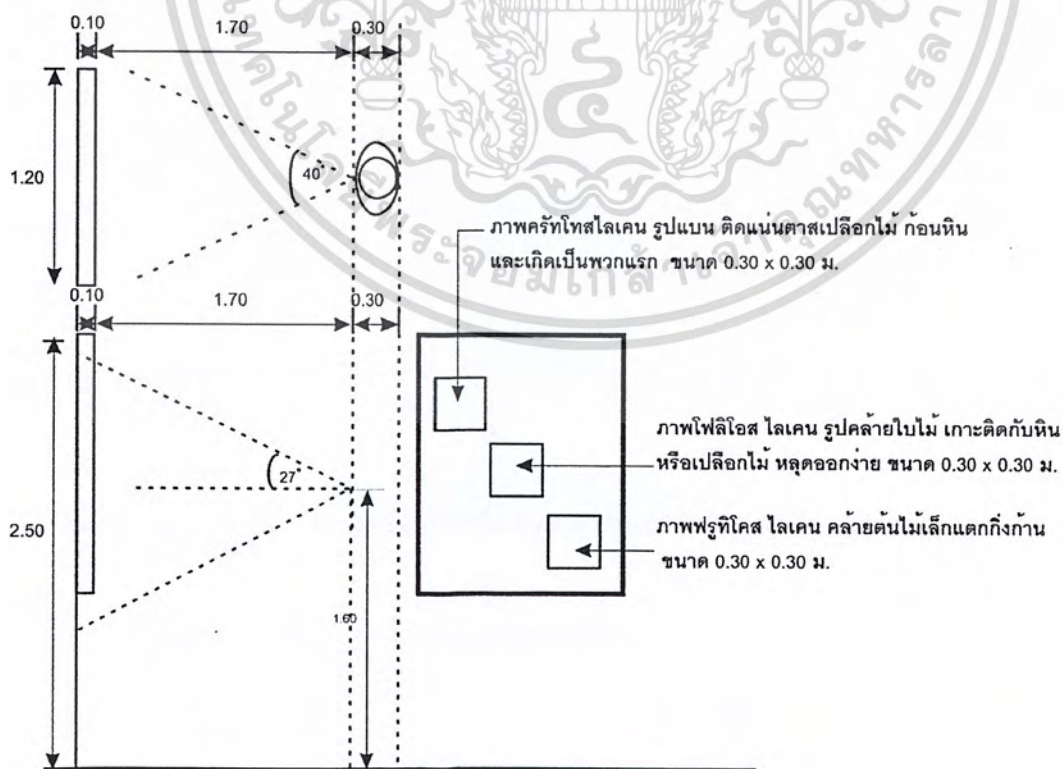 0.10
1.70
0.30
1.20
40°
ภาพครัทโทสไลเคน รูปแบน ติดแน่นตาสเปลือกไม้ ก้อนหิน
และเกิดเป็นพวกแรก ขนาด 0.30 x 0.30 ม.
0.10
1.70
0.30
ภาพโฟลิโอส ไลเคน รูปคล้ายใบไม้ เกาะติดกับหิน
หรือเปลือกไม้ หลุดออกง่าย ขนาด 0.30 x 0.30 ม.
27°
2.50
ภาพฟรูทิโคส ไลเคน คล้ายต้นไม้เล็กแตกกิ่งก้าน
ขนาด 0.30 x 0.30 ม.
1.60